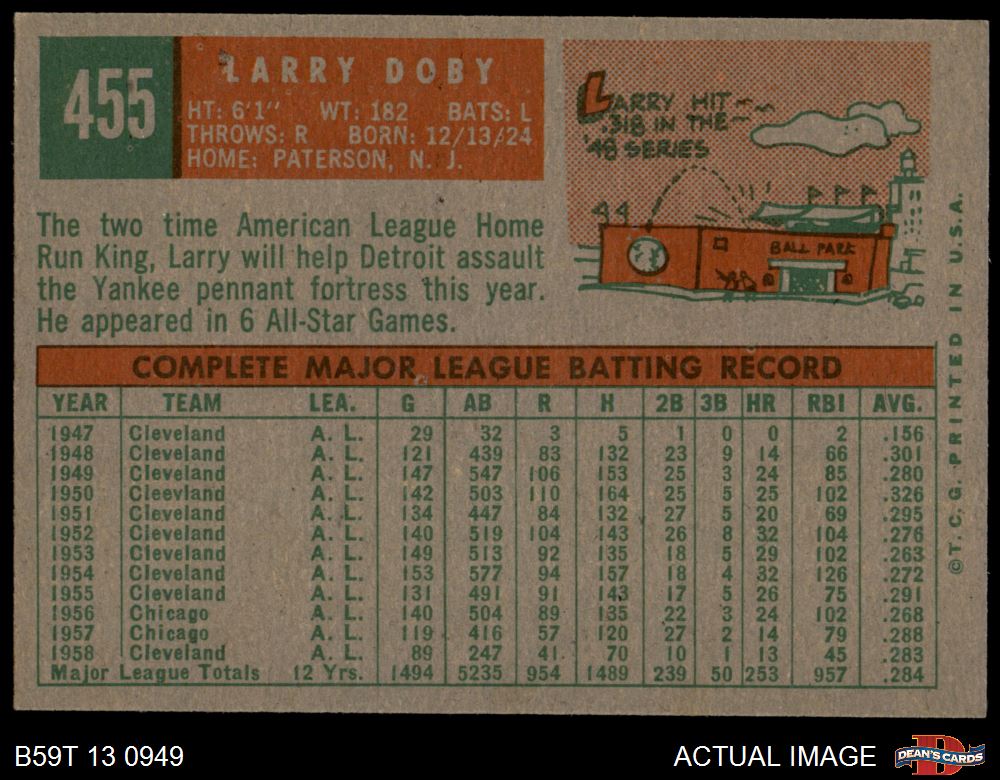 455
LARRY DOBY
HT: 6'1" WT: 182 BATS: L
THROWS: R BORN: 12/13/24
HOME: PATERSON, N. J.
LARRY HIT
.318 IN THE
'48 SERIES
BALL PARK
The two time American League Home
Run King, Larry will help Detroit assault
the Yankee pennant fortress this year.
He appeared in 6 All-Star Games.
COMPLETE MAJOR LEAGUE BATTING RECORD
YEAR TEAM LEA. G AB R H 2B 3B HR RBI AVG.
1947 Cleveland A. L. 29 32 3 5 1 0 0 2 .156
1948 Cleveland A. L. 121 439 83 132 23 9 14 66 .301
1949 Cleveland A. L. 147 547 106 153 25 3 24 85 .280
1950 Cleveland A. L. 142 503 110 164 25 5 25 102 .326
1951 Cleveland A. L. 134 447 84 132 27 5 20 69 .295
1952 Cleveland A. L. 140 519 104 143 26 8 32 104 .276
1953 Cleveland A. L. 149 513 92 135 18 5 29 102 .263
1954 Cleveland A. L. 153 577 94 157 18 4 32 126 .272
1955 Cleveland A. L. 131 491 91 143 17 5 26 75 .291
1956 Chicago A. L. 140 504 89 135 22 3 24 102 .268
1957 Chicago A. L. 119 416 57 120 27 2 14 79 .288
1958 Cleveland A. L. 89 247 41 70 10 1 13 45 .283
Major League Totals 12 Yrs. 1494 5235 954 1489 239 50 253 957 .284
©T. C. G. PRINTED IN U.S.A.
B59T 13 0949
ACTUAL IMAGE
D
DEAN'S CARDS